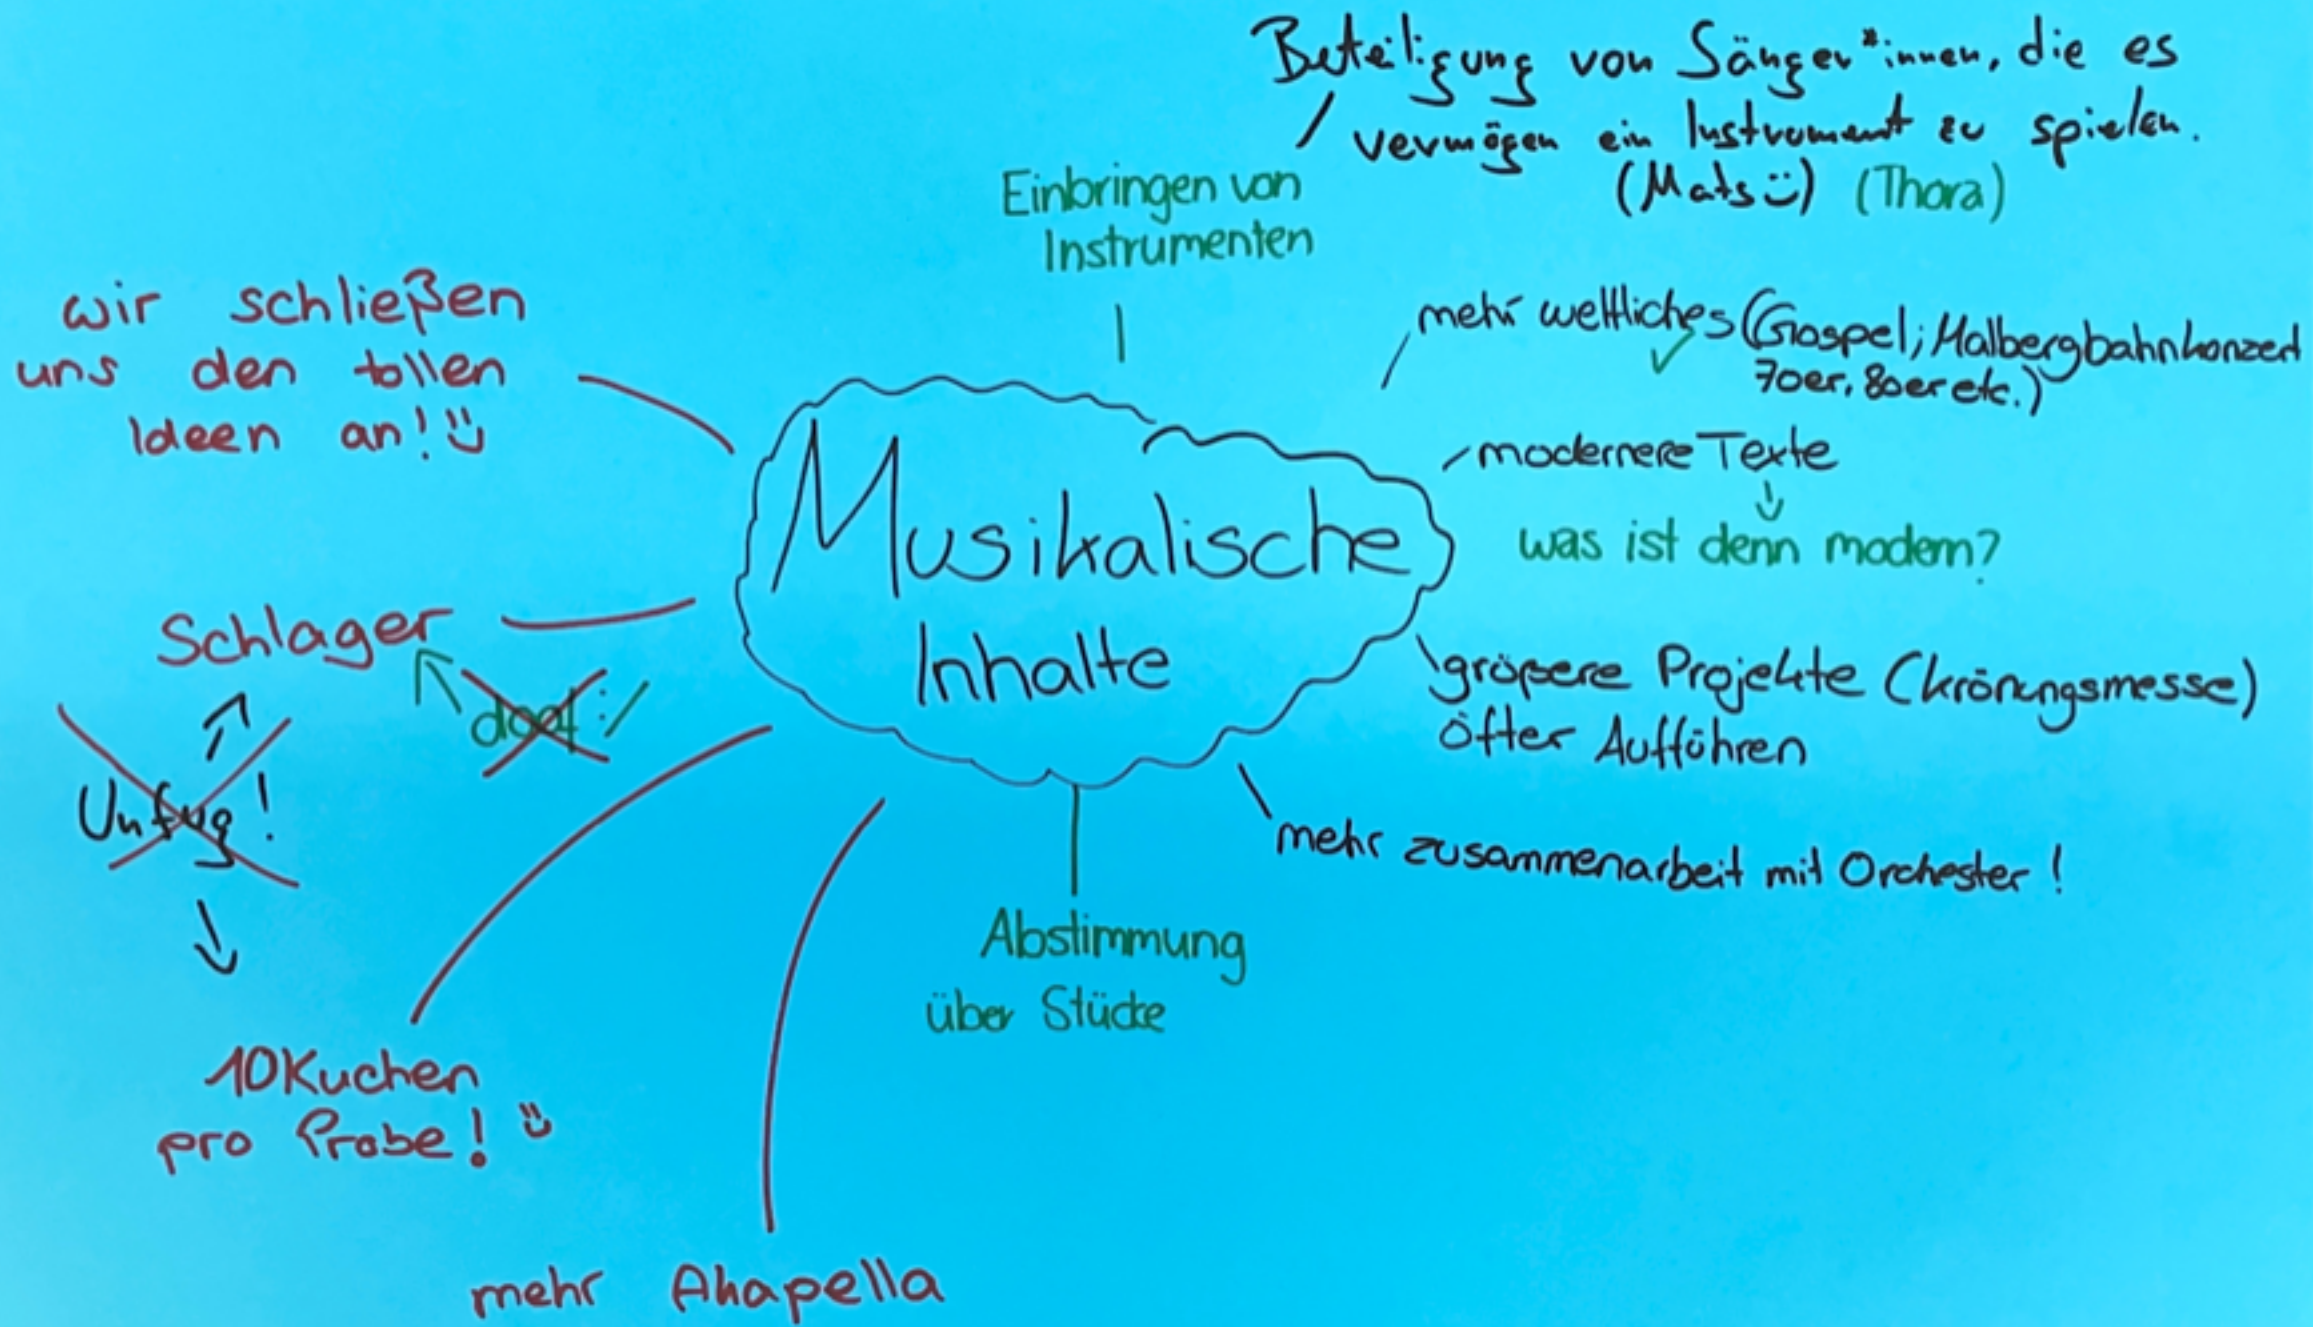 Beteiligung von Sänger*innen, die es
vermögen ein Instrument zu spielen.
(Mats :)) (Thora)
Einbringen von
Instrumenten
mehr weltliches (Gospel; Malbergbahnkonzert
70er, 80er etc.)
modernere Texte
was ist denn modern?
wir schließen
uns den tollen
Ideen an! :)
Musikalische
Inhalte
Schlager
doof :/
Unfug!
größere Projekte (krönungsmesse)
öfter Aufführen
mehr zusammenarbeit mit Orchester!
Abstimmung
über Stücke
10 Kuchen
pro Probe! :)
mehr Akapella